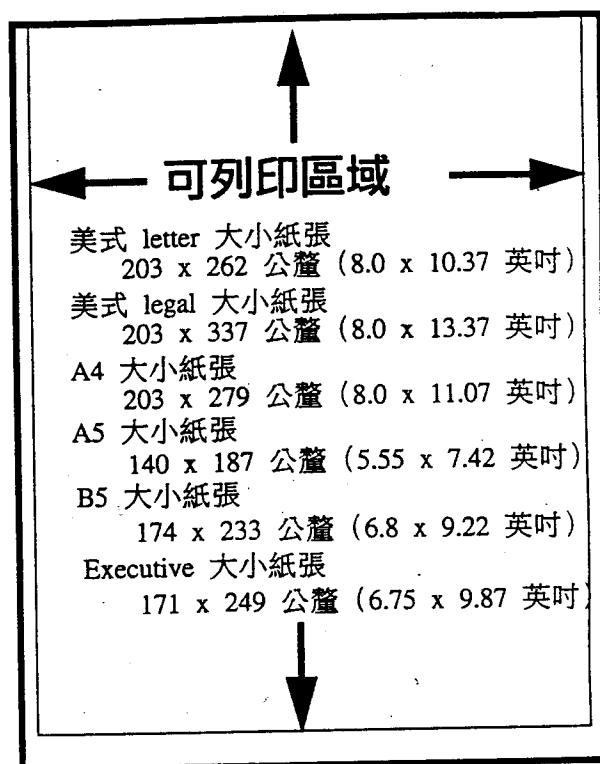 可列印區域
美式 letter 大小紙張
203 x 262 公釐（8.0 x 10.37 英吋）
美式 legal 大小紙張
203 x 337 公釐（8.0 x 13.37 英吋）
A4 大小紙張
203 x 279 公釐（8.0 x 11.07 英吋）
A5 大小紙張
140 x 187 公釐（5.55 x 7.42 英吋）
B5 大小紙張
174 x 233 公釐（6.8 x 9.22 英吋）
Executive 大小紙張
171 x 249 公釐（6.75 x 9.87 英吋）